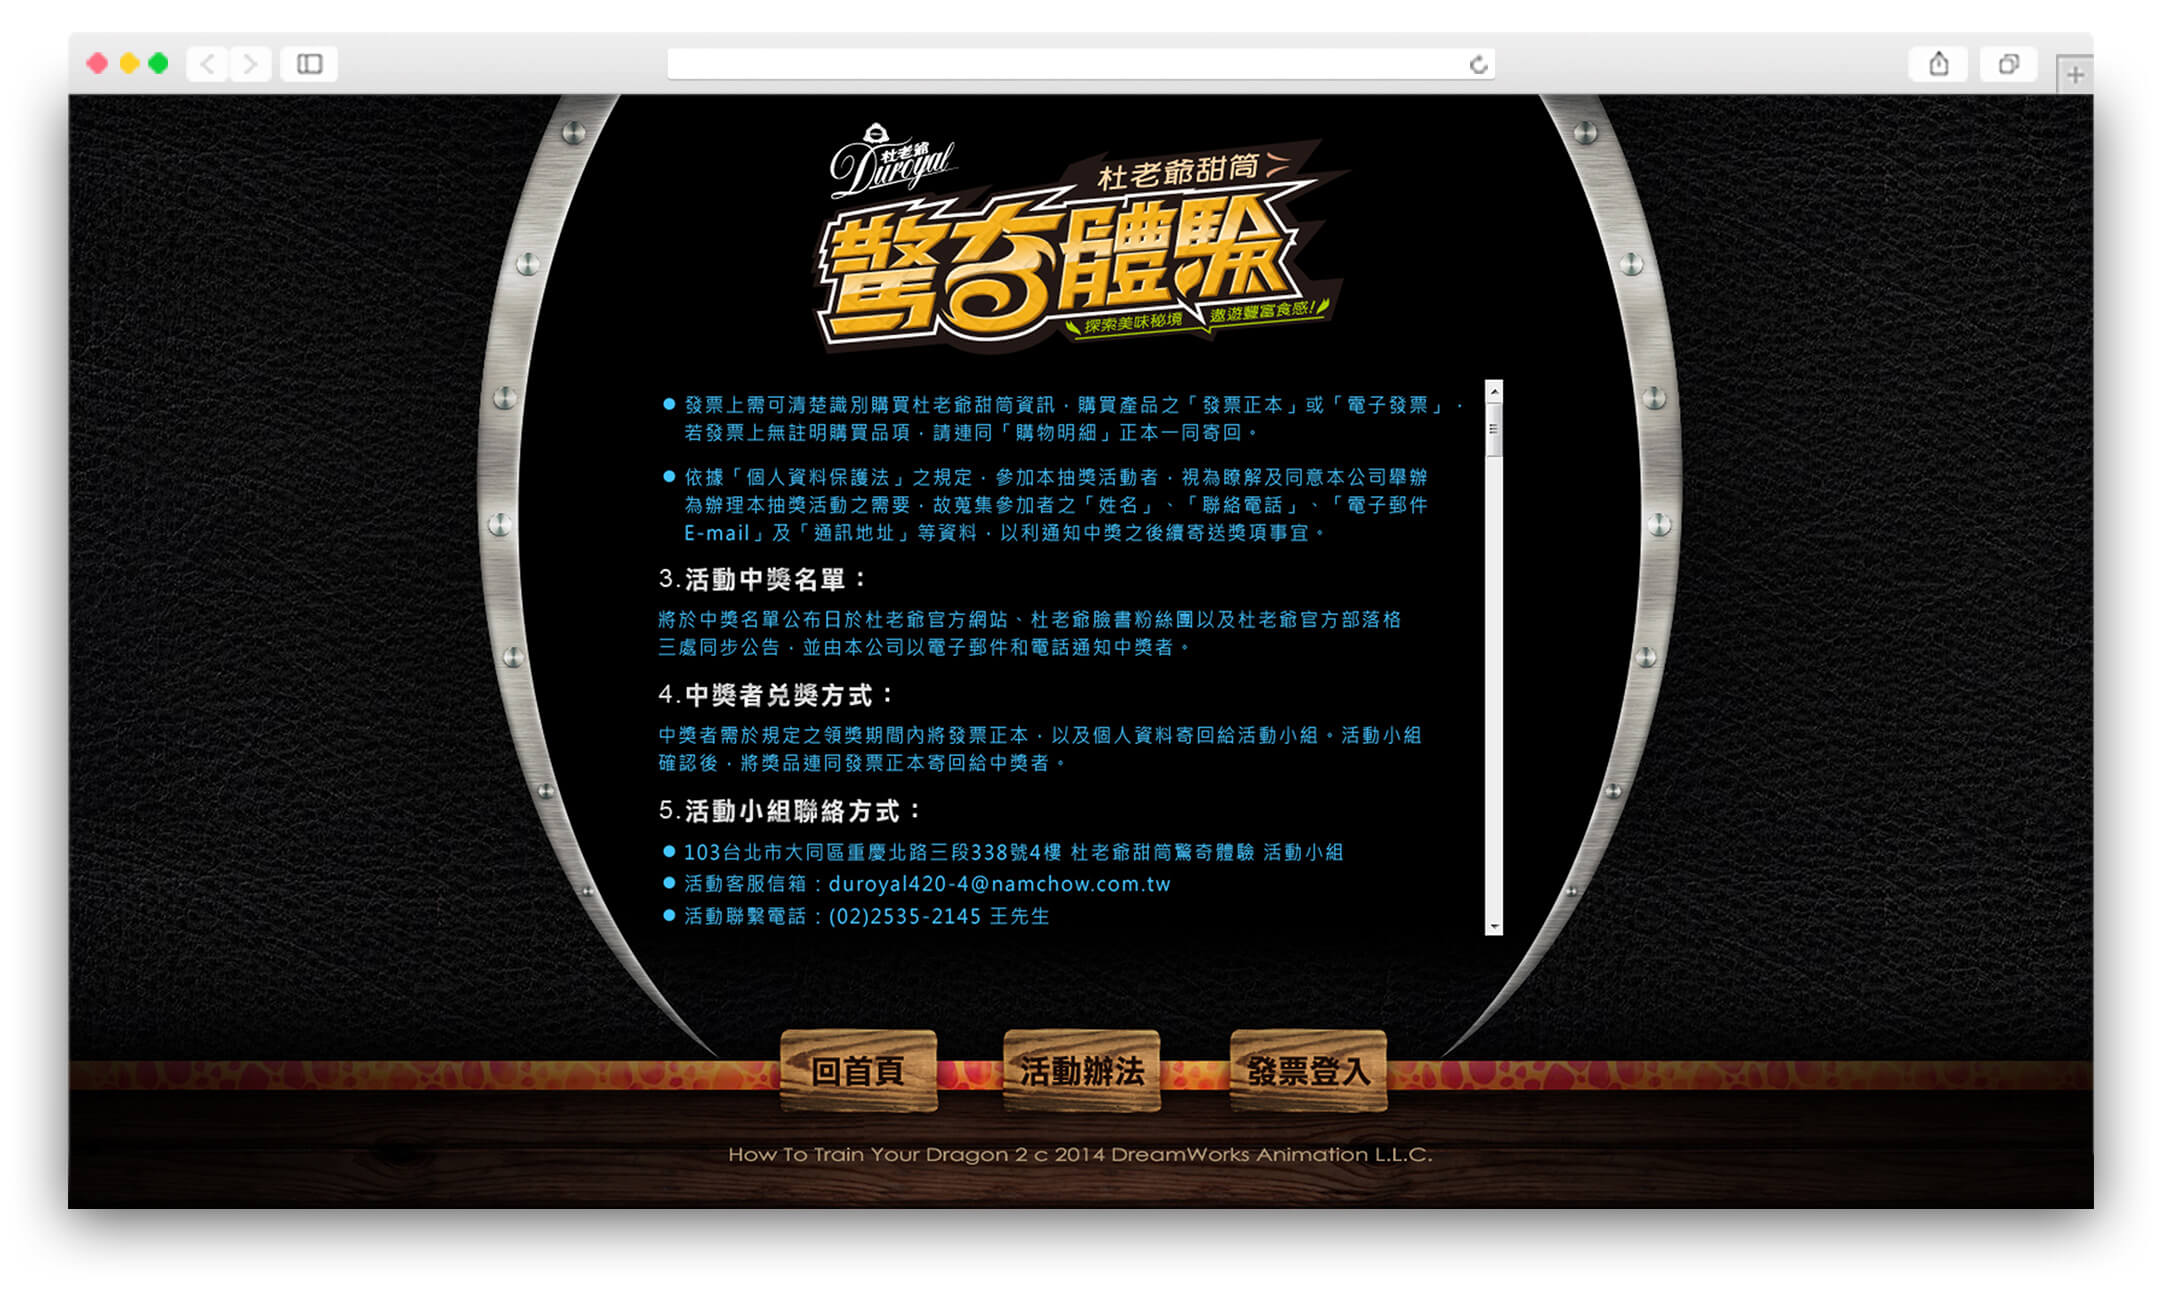 杜老爺
Duroyal
杜老爺甜筒
驚奇體驗
探索美味秘境 遨遊豐富食感!
● 發票上需可清楚識別購買杜老爺甜筒資訊，購買產品之「發票正本」或「電子發票」，
若發票上無註明購買品項，請連同「購物明細」正本一同寄回。
● 依據「個人資料保護法」之規定，參加本抽獎活動者，視為瞭解及同意本公司舉辦
為辦理本抽獎活動之需要，故蒐集參加者之「姓名」、「聯絡電話」、「電子郵件
E-mail」及「通訊地址」等資料，以利通知中獎之後續寄送獎項事宜。
3.活動中獎名單：
將於中獎名單公布日於杜老爺官方網站、杜老爺臉書粉絲團以及杜老爺官方部落格
三處同步公告，並由本公司以電子郵件和電話通知中獎者。
4.中獎者兌獎方式：
中獎者需於規定之領獎期間內將發票正本，以及個人資料寄回給活動小組。活動小組
確認後，將獎品連同發票正本寄回給中獎者。
5.活動小組聯絡方式：
● 103台北市大同區重慶北路三段338號4樓 杜老爺甜筒驚奇體驗 活動小組
● 活動客服信箱：duroyal420-4@namchow.com.tw
● 活動聯繫電話：(02)2535-2145 王先生
回首頁 活動辦法 發票登入
How To Train Your Dragon 2 c 2014 DreamWorks Animation L.L.C.